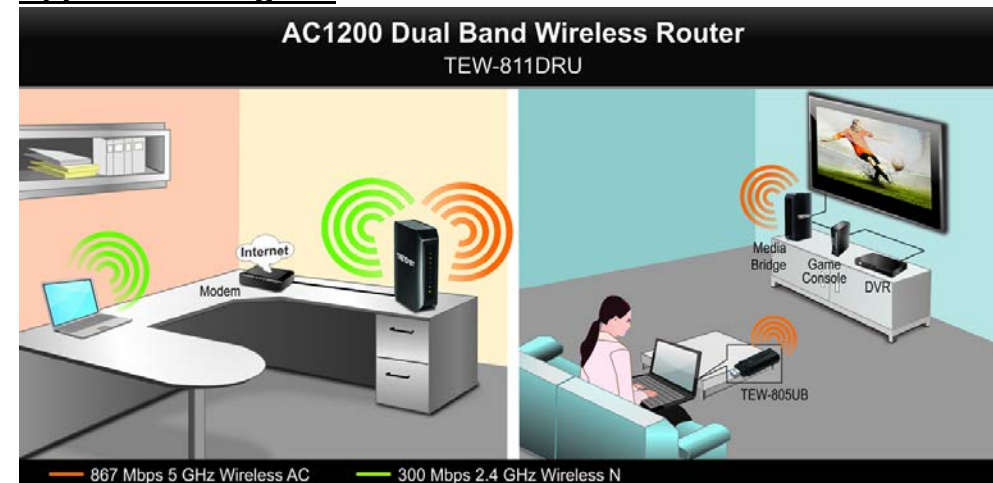 AC1200 Dual Band Wireless Router
TEW-811DRU
Internet
Modem
TRENDnet
Media
Bridge
Game
Console
DVR
TEW-805UB
867 Mbps 5 GHz Wireless AC
300 Mbps 2.4 GHz Wireless N